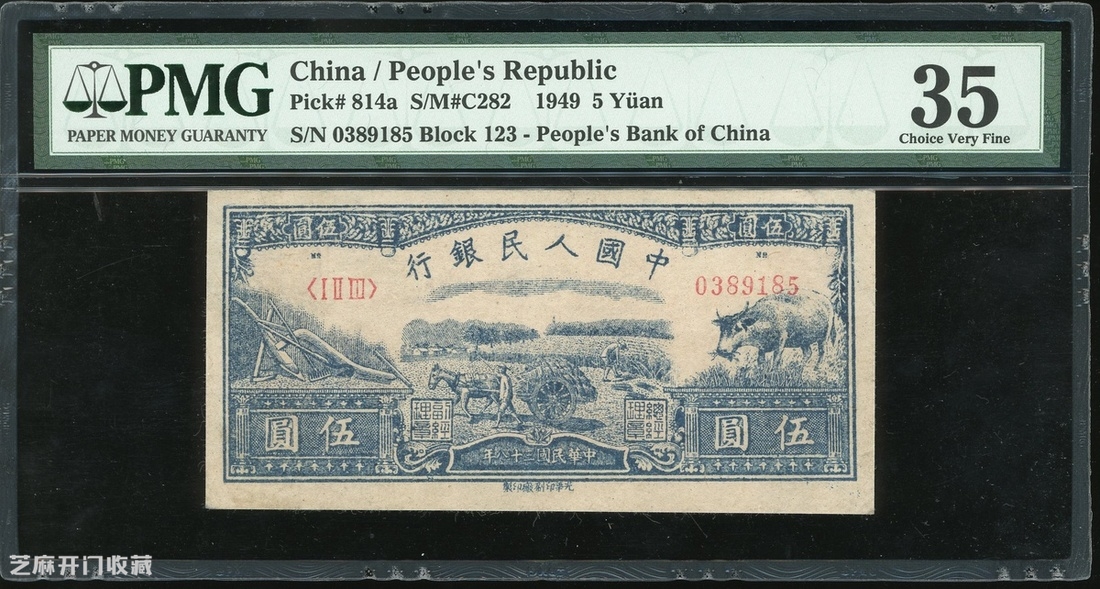 PMG
PAPER MONEY GUARANTY
China / People's Republic
Pick# 814a S/M#C282 1949 5 Yüan
S/N 0389185 Block 123 - People's Bank of China
35
Choice Very Fine
圓伍
圓伍
行銀民人國中
〈I II III〉
0389185
圓伍
圓伍
年八十三國民華中
芝麻开门收藏